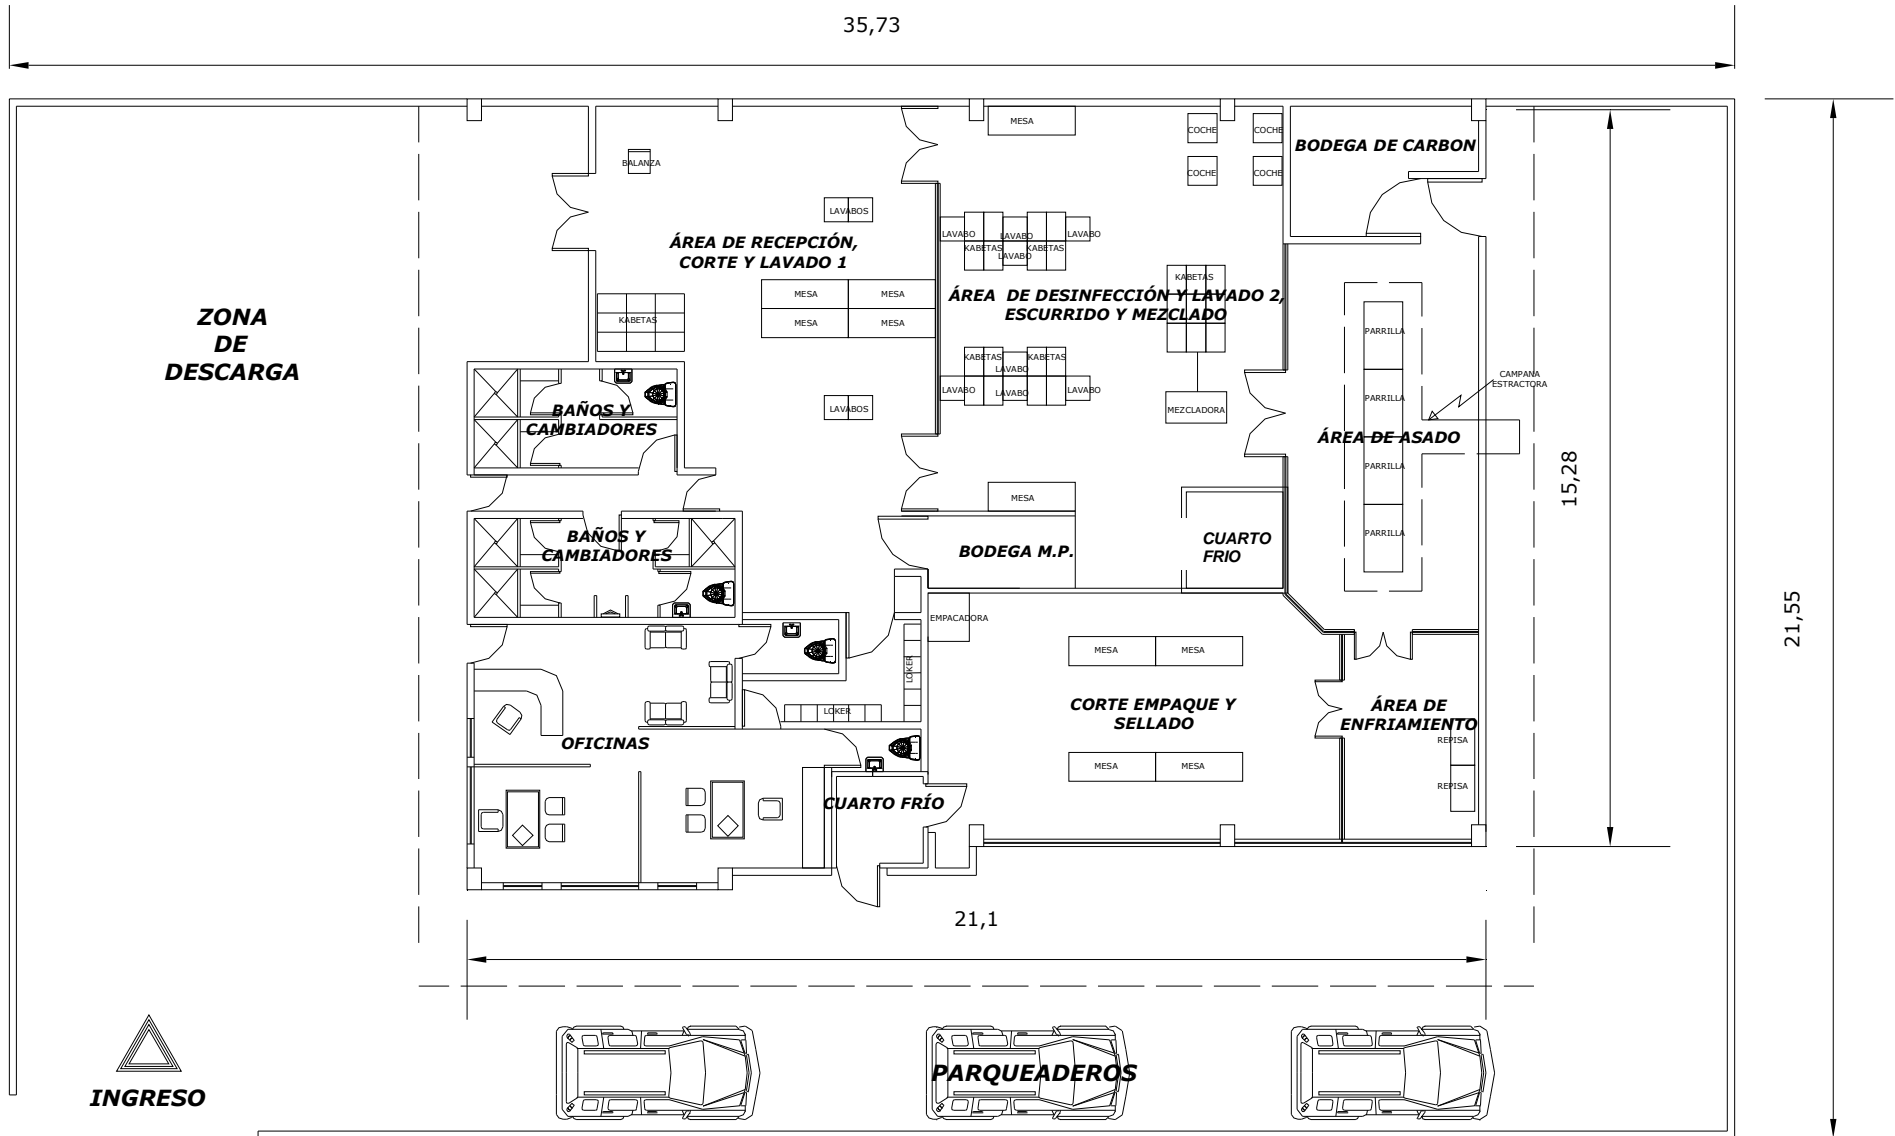 35,73
MESA
COCHE
COCHE
BODEGA DE CARBON
BALANZA
COCHE
COCHE
LAVABOS
ÁREA DE RECEPCIÓN,
CORTE Y LAVADO 1
LAVABO
LAVABO
LAVABO
KABETAS
KABETAS
LAVABO
KABETAS
MESA
MESA
MESA
MESA
ÁREA DE DESINFECCIÓN Y LAVADO 2,
ESCURRIDO Y MEZCLADO
KABETAS
ZONA
DE
DESCARGA
PARRILLA
KABETAS
KABETAS
LAVABO
LAVABO
LAVABO
LAVABO
CAMPANA
ESTRACTORA
PARRILLA
LAVABOS
MEZCLADORA
BAÑOS Y
CAMBIADORES
ÁREA DE ASADO
PARRILLA
15,28
MESA
BAÑOS Y
CAMBIADORES
BODEGA M.P.
CUARTO
FRIO
PARRILLA
EMPACADORA
21,55
MESA
MESA
LOKER
LOKER
CORTE EMPAQUE Y
SELLADO
ÁREA DE
ENFRIAMIENTO
OFICINAS
REPISA
MESA
MESA
REPISA
CUARTO FRÍO
21,1
PARQUEADEROS
INGRESO